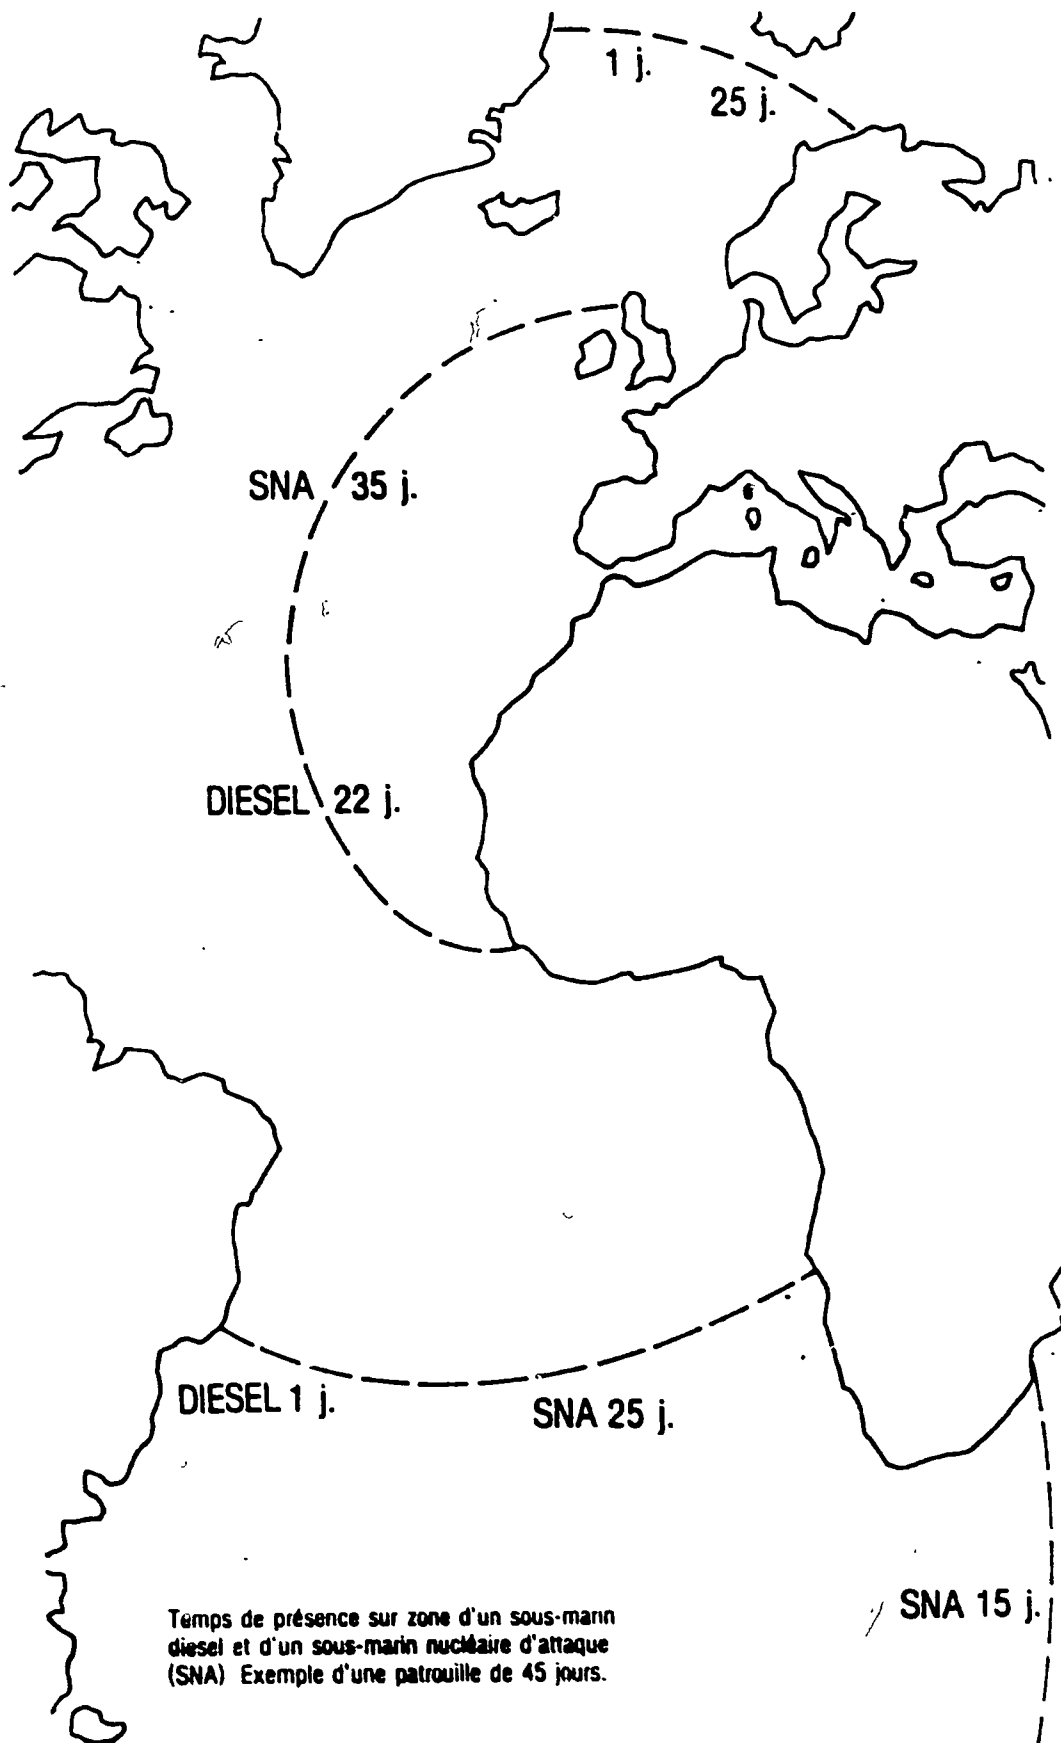 1 j.
25 j.
SNA 35 j.
DIESEL 22 j.
DIESEL 1 j.
SNA 25 j.
SNA 15 j.
Temps de présence sur zone d'un sous-marin
diesel et d'un sous-marin nucléaire d'attaque
(SNA) Exemple d'une patrouille de 45 jours.